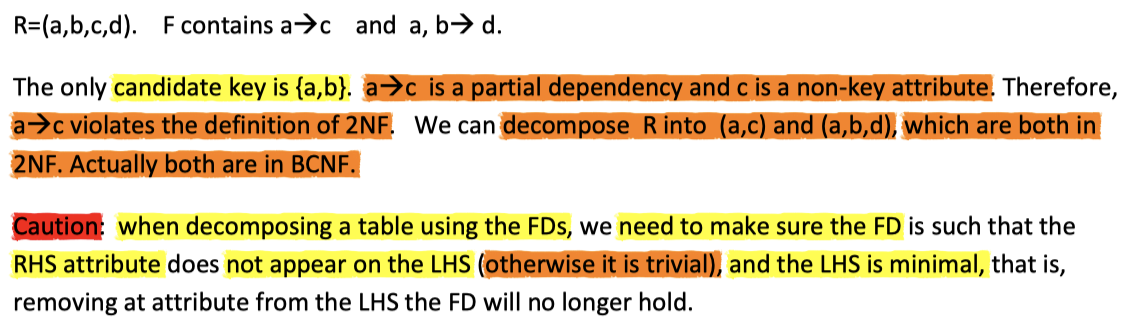 R=(a,b,c,d). F contains a→c and a, b→ d.
The only candidate key is {a,b}. a→c is a partial dependency and c is a non-key attribute. Therefore,
a→c violates the definition of 2NF. We can decompose R into (a,c) and (a,b,d), which are both in
2NF. Actually both are in BCNF.
Caution: when decomposing a table using the FDs, we need to make sure the FD is such that the
RHS attribute does not appear on the LHS (otherwise it is trivial), and the LHS is minimal, that is,
removing at attribute from the LHS the FD will no longer hold.